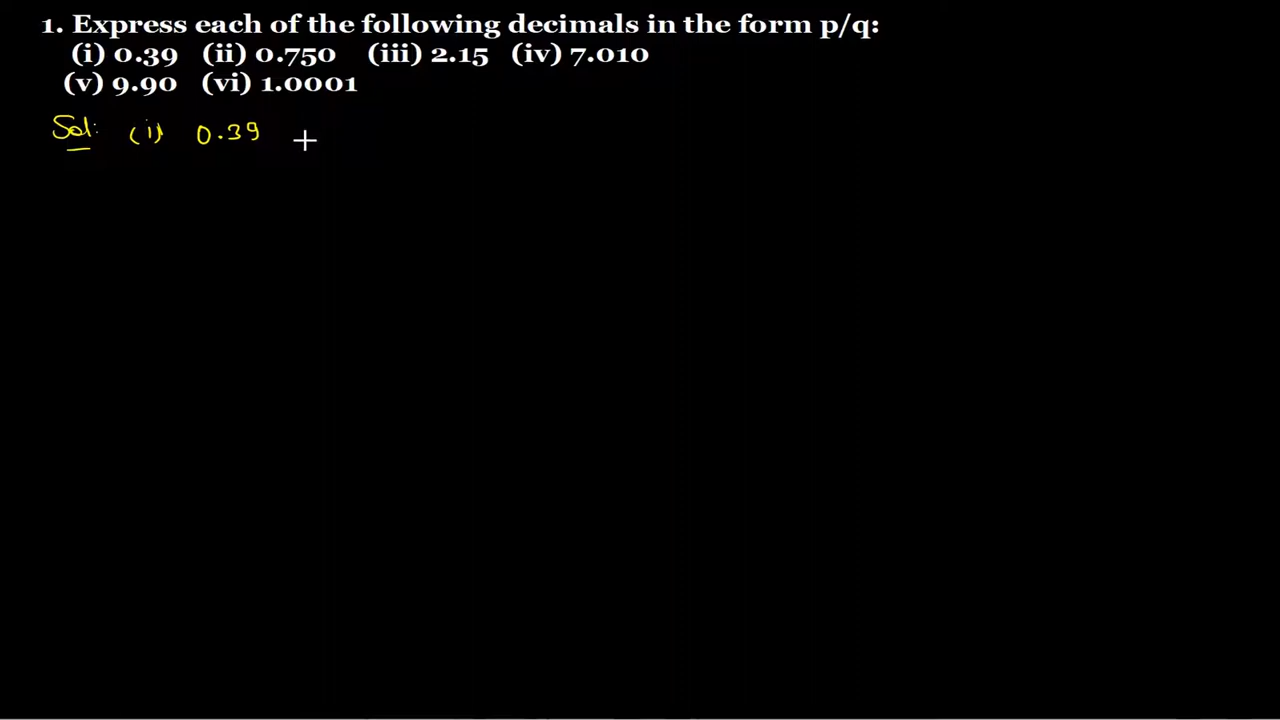 1. Express each of the following decimals in the form p/q:
(i) 0.39 (ii) 0.750 (iii) 2.15 (iv) 7.010
(v) 9.90 (vi) 1.0001
Sol: (i) 0.39